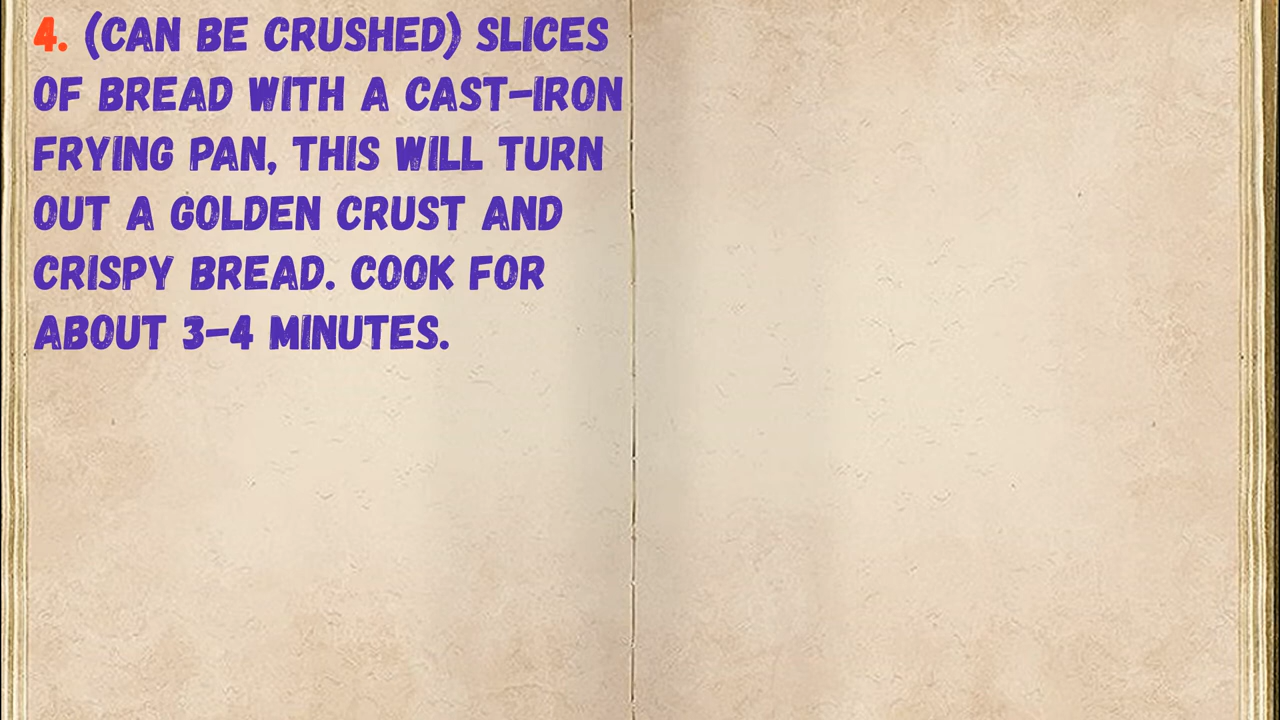 4. (CAN BE CRUSHED) SLICES
OF BREAD WITH A CAST-IRON
FRYING PAN, THIS WILL TURN
OUT A GOLDEN CRUST AND
CRISPY BREAD. COOK FOR
ABOUT 3-4 MINUTES.